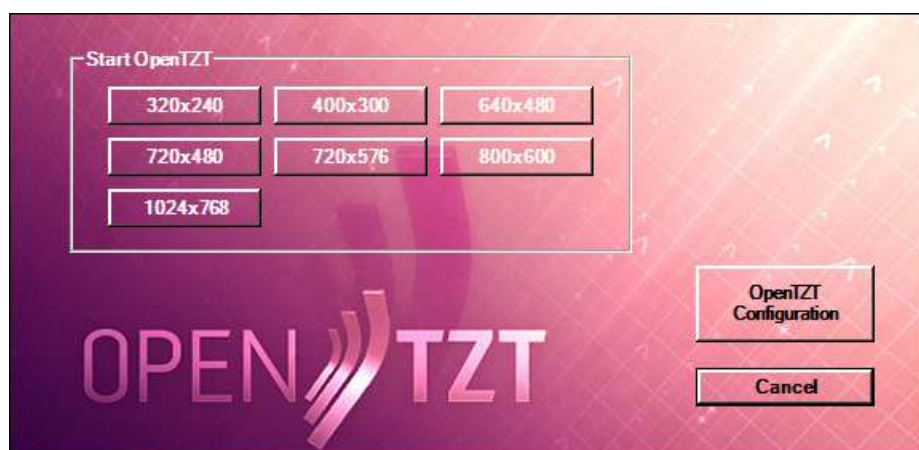 Start OpenTZT
320x240 400x300 640x480
720x480 720x576 800x600
1024x768
OpenTZT
Configuration
OPEN TZT
Cancel